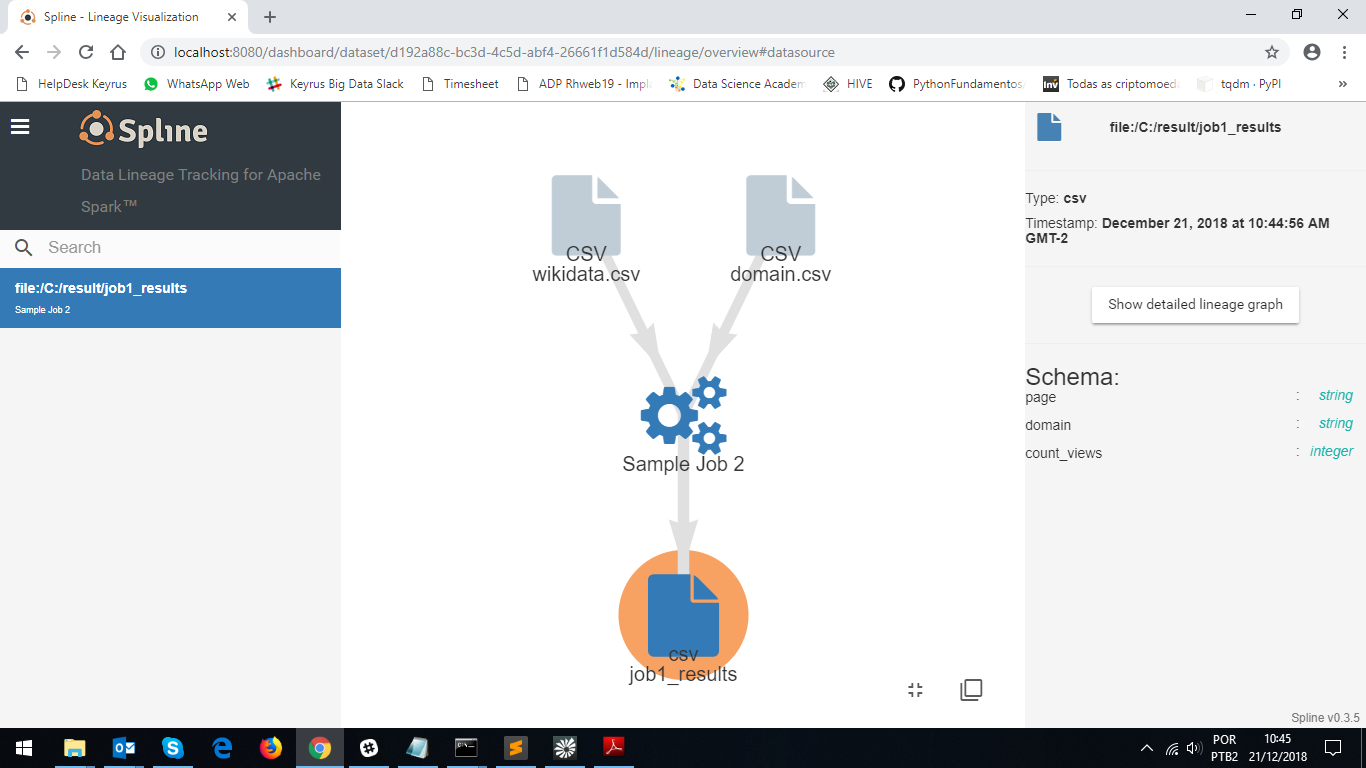 Spline - Lineage Visualization
localhost:8080/dashboard/dataset/d192a88c-bc3d-4c5d-abf4-26661f1d584d/lineage/overview#datasource
HelpDesk Keyrus
WhatsApp Web
Keyrus Big Data Slack
Timesheet
ADP Rhweb19 - Impl
Data Science Academ
HIVE
PythonFundamentos/
Inv
Todas as criptomoeda
tqdm · PyPI
»
Spline
Data Lineage Tracking for Apache
Spark™
Search
file:/C:/result/job1_results
Sample Job 2
CSV
wikidata.csv
CSV
domain.csv
Sample Job 2
csv
job1_results
file:/C:/result/job1_results
Type: csv
Timestamp: December 21, 2018 at 10:44:56 AM
GMT-2
Show detailed lineage graph
Schema:
page : string
domain : string
count_views : integer
Spline v0.3.5
POR
PTB2
10:45
21/12/2018